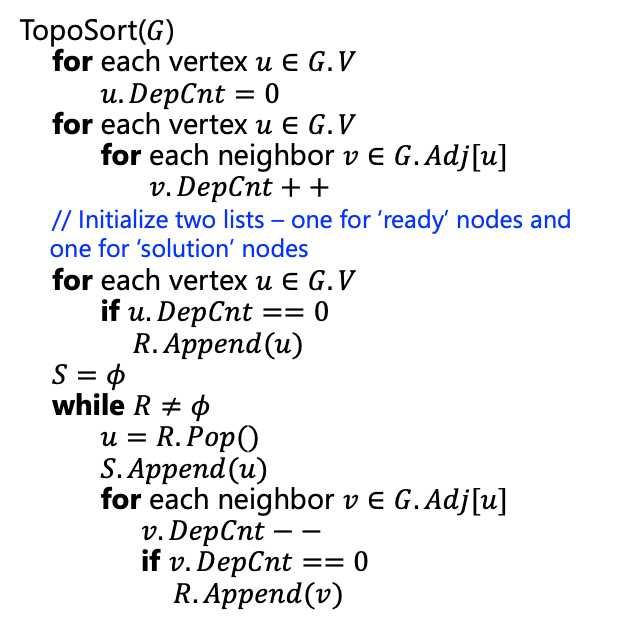 TopoSort(G)
for each vertex u ∈ G.V
u.DepCnt = 0
for each vertex u ∈ G.V
for each neighbor v ∈ G.Adj[u]
v.DepCnt + +
// Initialize two lists – one for ‘ready’ nodes and
one for ‘solution’ nodes
for each vertex u ∈ G.V
if u.DepCnt == 0
R.Append(u)
S = ϕ
while R ≠ ϕ
u = R.Pop()
S.Append(u)
for each neighbor v ∈ G.Adj[u]
v.DepCnt − −
if v.DepCnt == 0
R.Append(v)